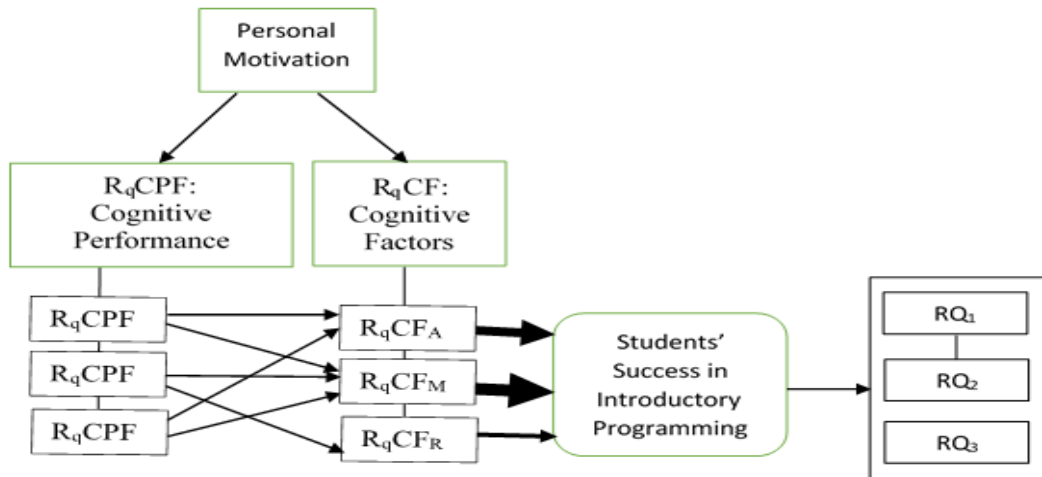 Personal
Motivation
RqCPF:
Cognitive
Performance
RqCF:
Cognitive
Factors
RqCPF
RqCPF
RqCPF
RqCFA
RqCFM
RqCFR
Students’
Success in
Introductory
Programming
RQ1
RQ2
RQ3